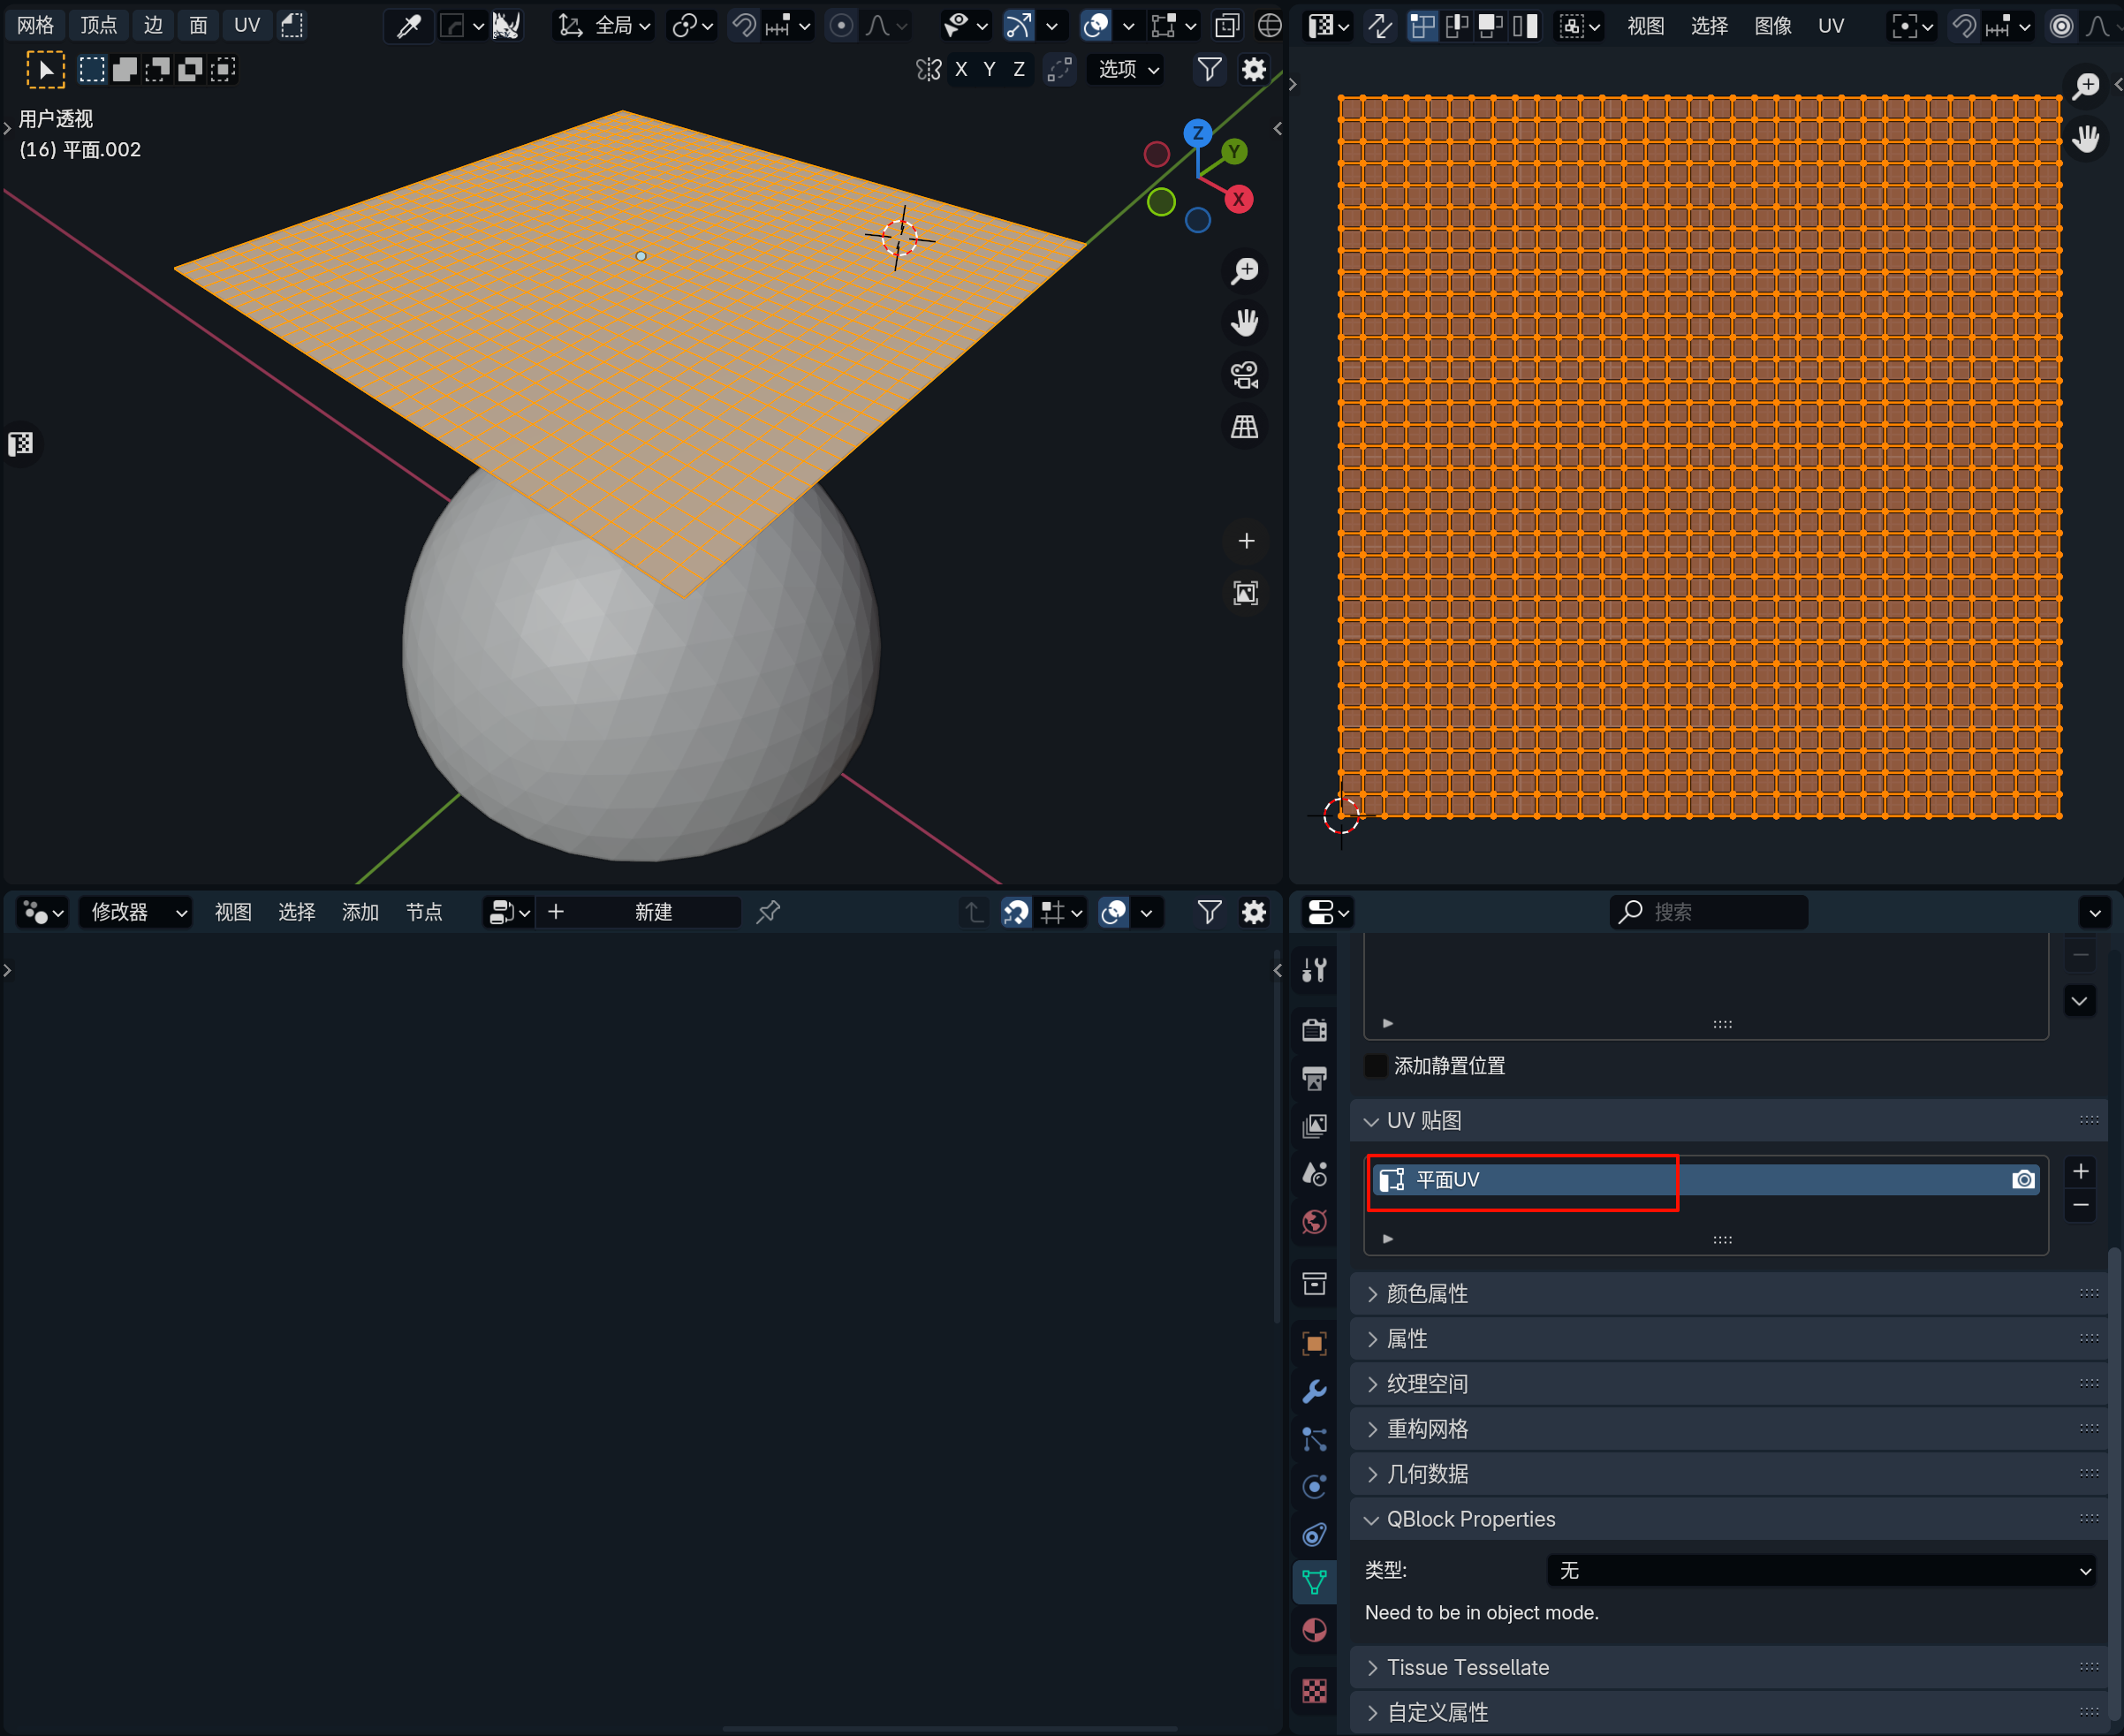 网格 顶点 边 面 UV 全局
X Y Z 选项
用户透视
(16) 平面.002
Z
Y
X
视图 选择 图像 UV
修改器 视图 选择 添加 节点 新建
搜索
添加静置位置
UV 贴图
平面UV
颜色属性
属性
纹理空间
重构网格
几何数据
QBlock Properties
类型: 无
Need to be in object mode.
Tissue Tessellate
自定义属性